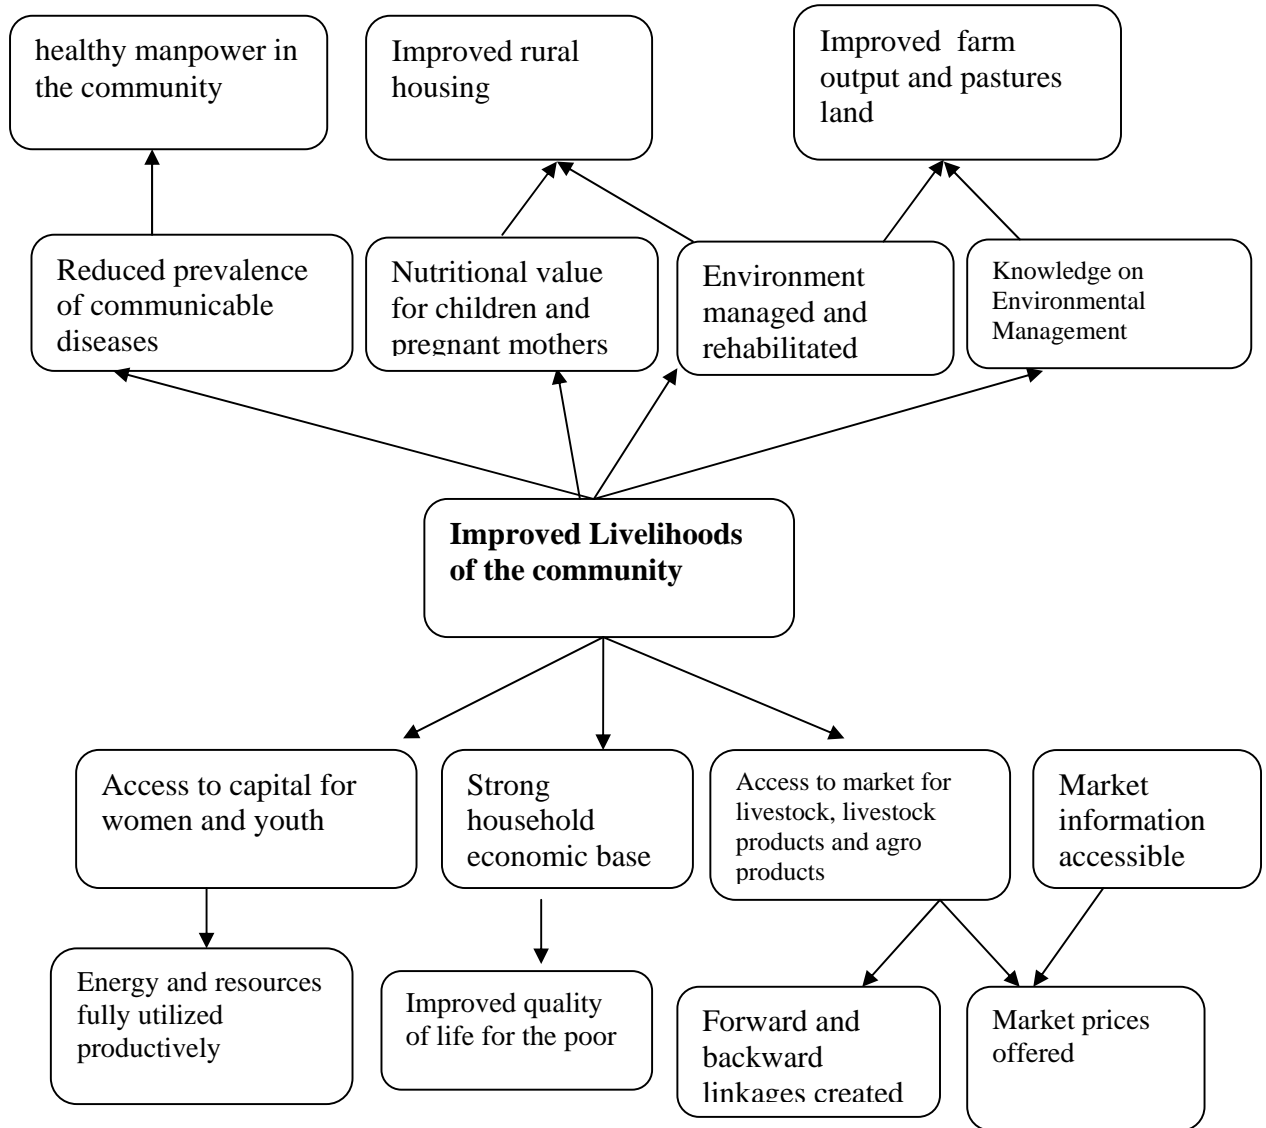 healthy manpower in
the community
Improved rural
housing
Improved  farm
output and pastures
land
Reduced prevalence
of communicable
diseases
Nutritional value
for children and
pregnant mothers
Environment
managed and
rehabilitated
Knowledge on
Environmental
Management
Improved Livelihoods
of the community
Access to capital for
women and youth
Strong
household
economic base
Access to market for
livestock, livestock
products and agro
products
Market
information
accessible
Energy and resources
fully utilized
productively
Improved quality
of life for the poor
Forward and
backward
linkages created
Market prices
offered